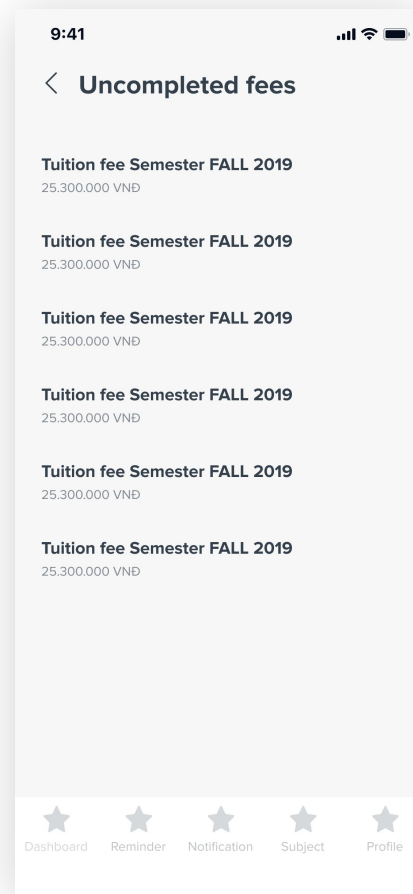 9:41
Uncompleted fees
Tuition fee Semester FALL 2019
25.300.000 VNĐ
Tuition fee Semester FALL 2019
25.300.000 VNĐ
Tuition fee Semester FALL 2019
25.300.000 VNĐ
Tuition fee Semester FALL 2019
25.300.000 VNĐ
Tuition fee Semester FALL 2019
25.300.000 VNĐ
Tuition fee Semester FALL 2019
25.300.000 VNĐ
Dashboard Reminder Notification Subject Profile